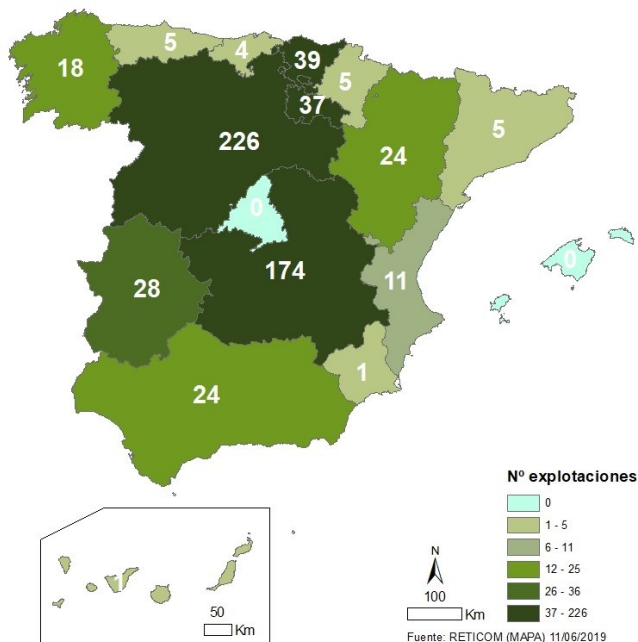 5
4
39
18
5
37
5
226
24
0
0
174
11
28
1
24
1
50
Km
N
100
Km
Nº explotaciones
0
1 - 5
6 - 11
12 - 25
26 - 36
37 - 226
Fuente: RETICOM (MAPA) 11/06/2019